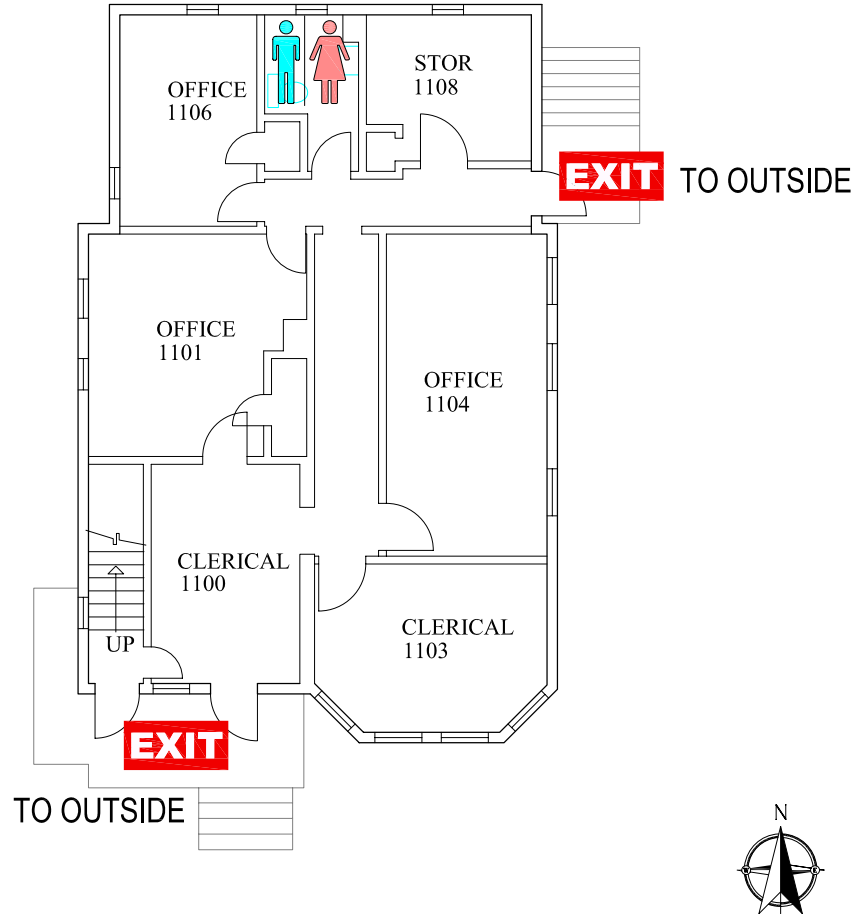 OFFICE
1106
STOR
1108
EXIT TO OUTSIDE
OFFICE
1101
OFFICE
1104
CLERICAL
1100
CLERICAL
1103
UP
EXIT
TO OUTSIDE
N
W E